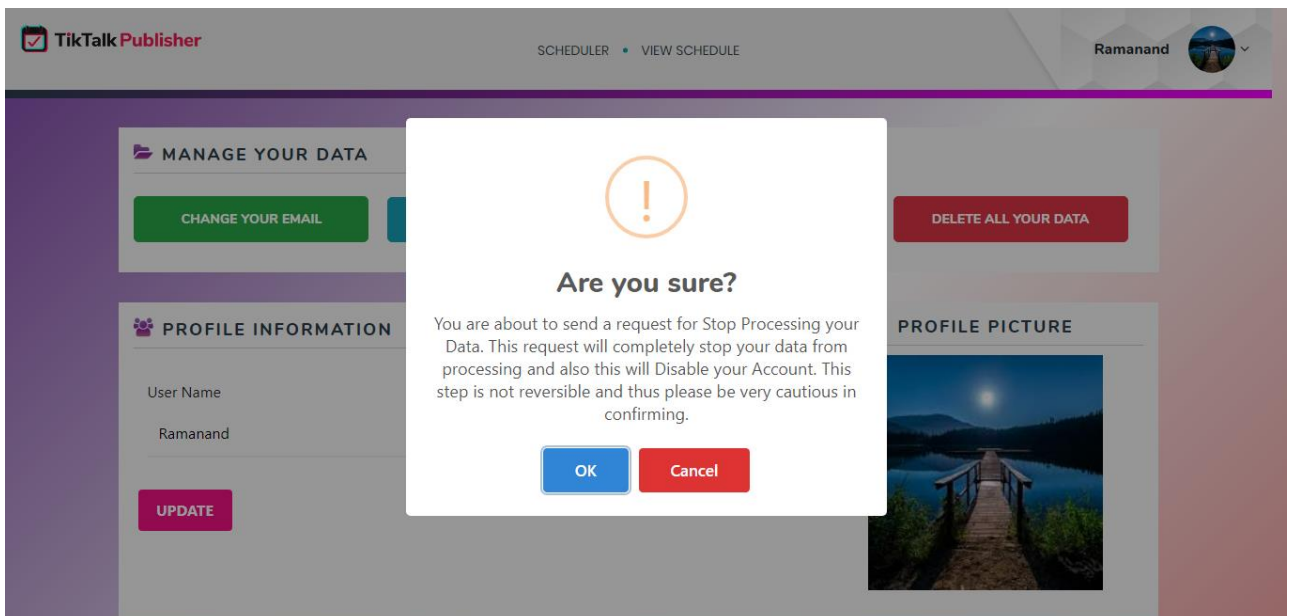 TikTalk Publisher
SCHEDULER • VIEW SCHEDULE
Ramanand
MANAGE YOUR DATA
CHANGE YOUR EMAIL
DELETE ALL YOUR DATA
!
Are you sure?
You are about to send a request for Stop Processing your
Data. This request will completely stop your data from
processing and also this will Disable your Account. This
step is not reversible and thus please be very cautious in
confirming.
OK Cancel
PROFILE INFORMATION
User Name
Ramanand
UPDATE
PROFILE PICTURE